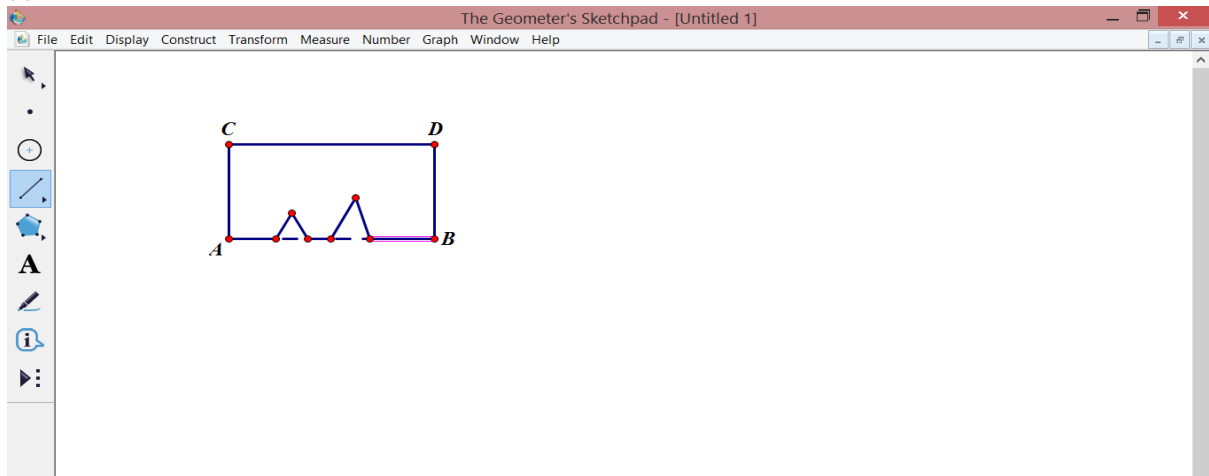 The Geometer's Sketchpad - [Untitled 1]
File Edit Display Construct Transform Measure Number Graph Window Help
C D
A B
A
i